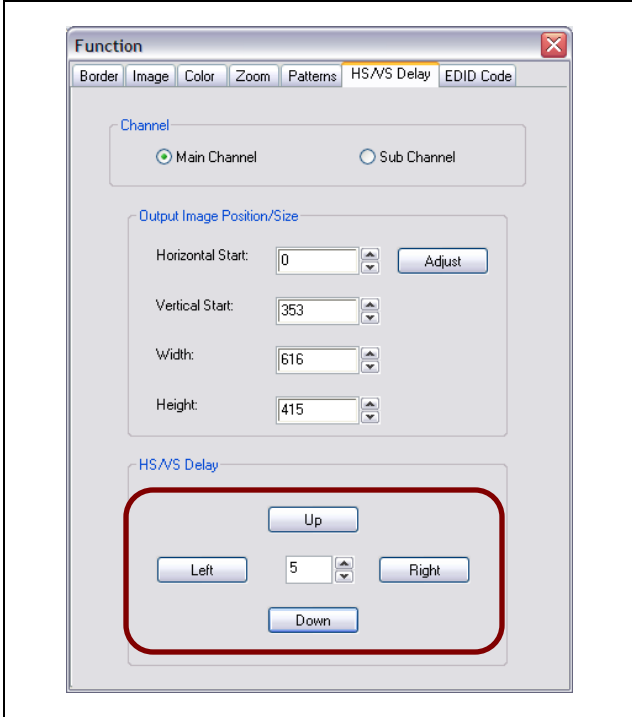 Function
Border Image Color Zoom Patterns HS/VS Delay EDID Code
Channel
Main Channel Sub Channel
Output Image Position/Size
Horizontal Start: 0 Adjust
Vertical Start: 353
Width: 616
Height: 415
HS/VS Delay
Up
Left 5 Right
Down